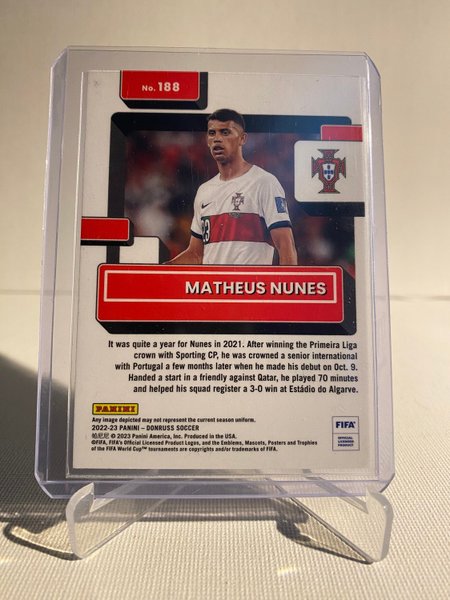 No. 188
23
MATHEUS NUNES
It was quite a year for Nunes in 2021. After winning the Primeira Liga
crown with Sporting CP, he was crowned a senior international
with Portugal a few months later when he made his debut on Oct. 9.
Handed a start in a friendly against Qatar, he played 70 minutes
and helped his squad register a 3-0 win at Estádio do Algarve.
PANINI
Any image depicted may not represent the current season uniform.
2022-23 PANINI – DONRUSS SOCCER
帕尼尼 © 2023 Panini America, Inc. Produced in the USA.
©FIFA, FIFA's Official Licensed Product Logos, and the Emblems, Mascots, Posters and Trophies
of the FIFA World Cup™ tournaments are copyrights and/or trademarks of FIFA.
FIFA®
OFFICIAL
LICENSED
PRODUCT